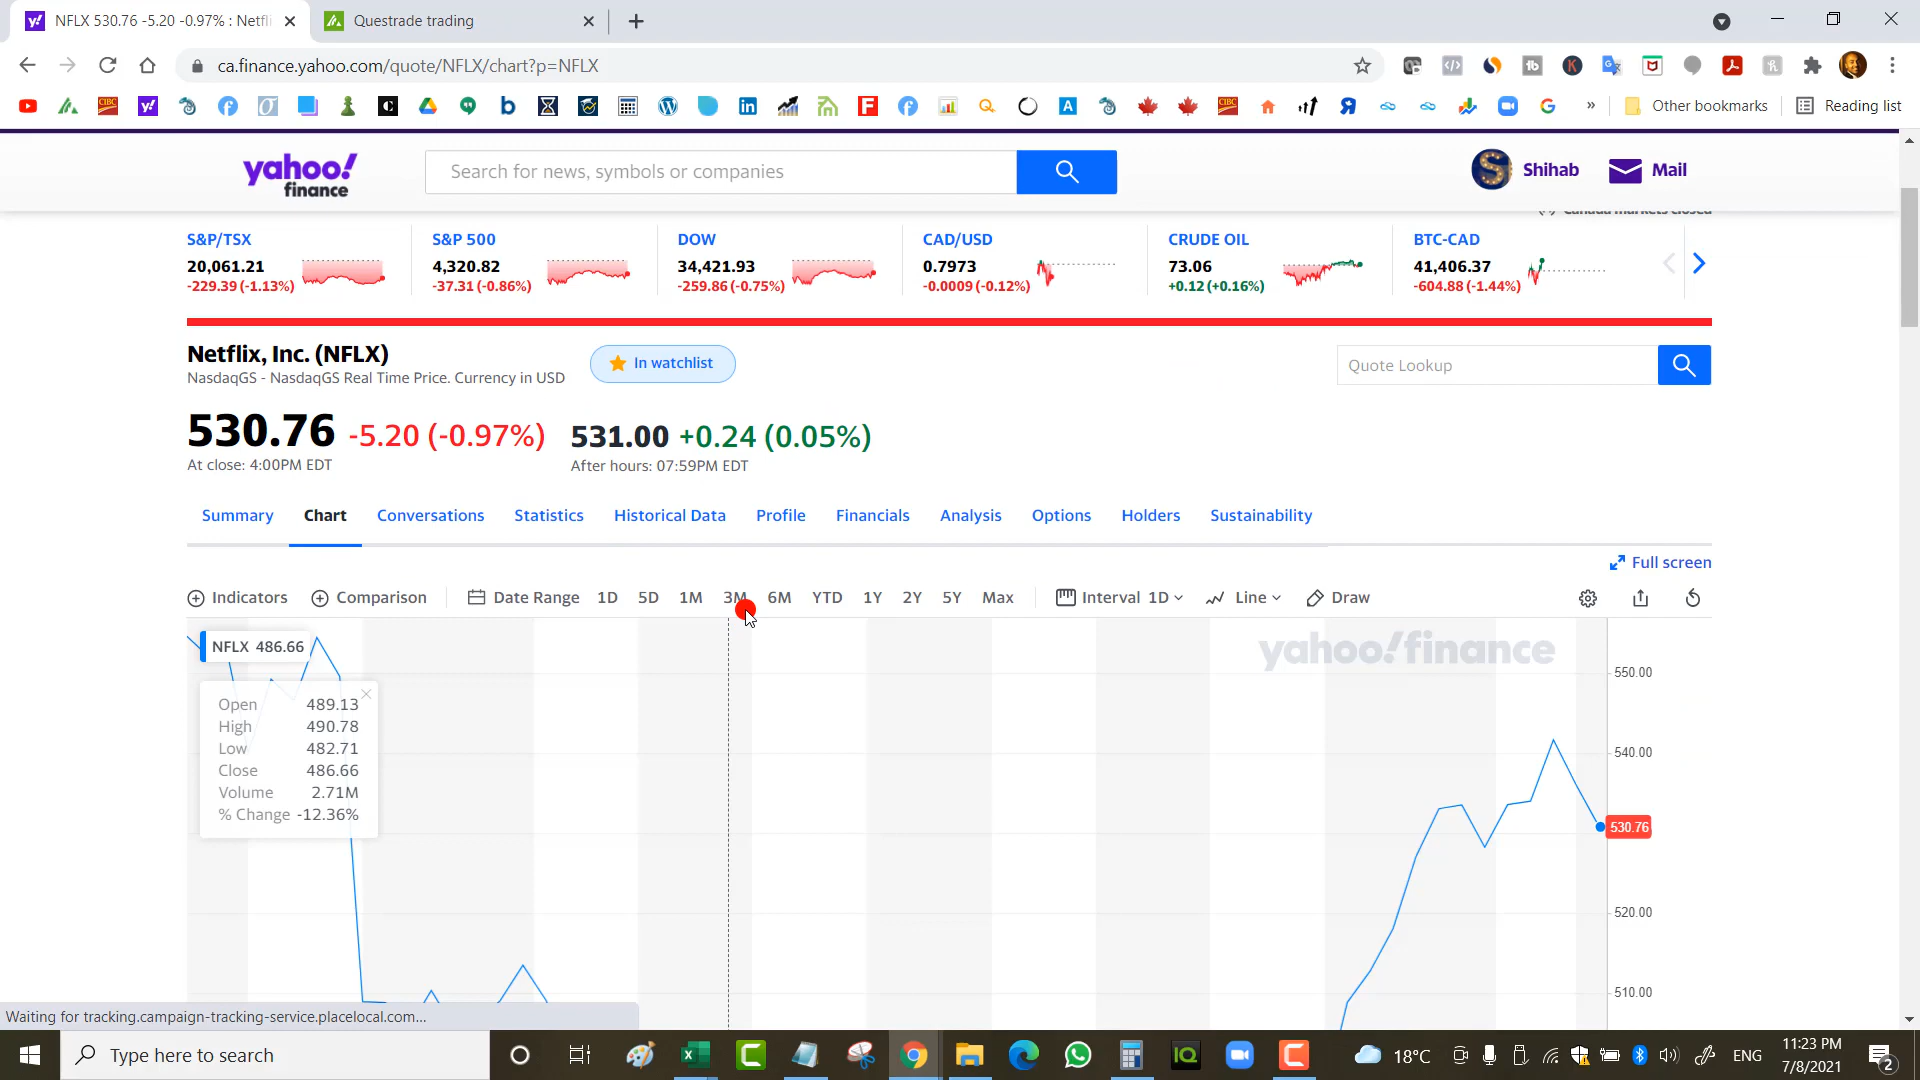 NFLX 530.76 -5.20 -0.97% : Netfli
Questrade trading
ca.finance.yahoo.com/quote/NFLX/chart?p=NFLX
Other bookmarks
Reading list
yahoo!
finance
Search for news, symbols or companies
Shihab
Mail
Canada markets closed
S&P/TSX
20,061.21
-229.39 (-1.13%)
S&P 500
4,320.82
-37.31 (-0.86%)
DOW
34,421.93
-259.86 (-0.75%)
CAD/USD
0.7973
-0.0009 (-0.12%)
CRUDE OIL
73.06
+0.12 (+0.16%)
BTC-CAD
41,406.37
-604.88 (-1.44%)
Netflix, Inc. (NFLX)
NasdaqGS - NasdaqGS Real Time Price. Currency in USD
In watchlist
Quote Lookup
530.76 -5.20 (-0.97%)
At close: 4:00PM EDT
531.00 +0.24 (0.05%)
After hours: 07:59PM EDT
Summary Chart Conversations Statistics Historical Data Profile Financials Analysis Options Holders Sustainability
Full screen
Indicators Comparison Date Range 1D 5D 1M 3M 6M YTD 1Y 2Y 5Y Max Interval 1D Line Draw
NFLX 486.66
yahoo!finance
Open 489.13
High 490.78
Low 482.71
Close 486.66
Volume 2.71M
% Change -12.36%
550.00
540.00
530.76
520.00
510.00
Waiting for tracking.campaign-tracking-service.placelocal.com...
Type here to search
18°C
ENG
11:23 PM
7/8/2021
2